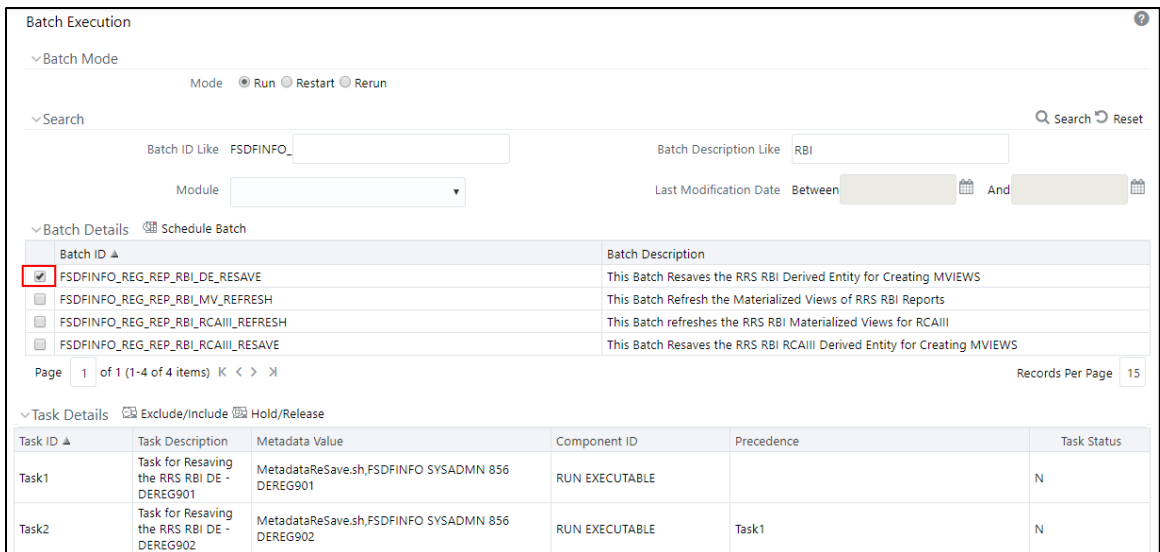 Batch Execution
Batch Mode
Mode Run Restart Rerun
Search Search Reset
Batch ID Like FSDFINFO_ Batch Description Like RBI
Module Last Modification Date Between And
Batch Details Schedule Batch
Batch ID Batch Description
FSDFINFO_REG_REP_RBI_DE_RESAVE This Batch Resaves the RRS RBI Derived Entity for Creating MVIEWS
FSDFINFO_REG_REP_RBI_MV_REFRESH This Batch Refresh the Materialized Views of RRS RBI Reports
FSDFINFO_REG_REP_RBI_RCAIII_REFRESH This Batch refreshes the RRS RBI Materialized Views for RCAIII
FSDFINFO_REG_REP_RBI_RCAIII_RESAVE This Batch Resaves the RRS RBI RCAIII Derived Entity for Creating MVIEWS
Page 1 of 1 (1-4 of 4 items) Records Per Page 15
Task Details Exclude/Include Hold/Release
Task ID Task Description Metadata Value Component ID Precedence Task Status
Task for Resaving
Task1 the RRS RBI DE - MetadataReSave.sh,FSDFINFO SYSADMN 856 RUN EXECUTABLE N
DEREG901 DEREG901
Task for Resaving
Task2 the RRS RBI DE - MetadataReSave.sh,FSDFINFO SYSADMN 856 RUN EXECUTABLE Task1 N
DEREG902 DEREG902